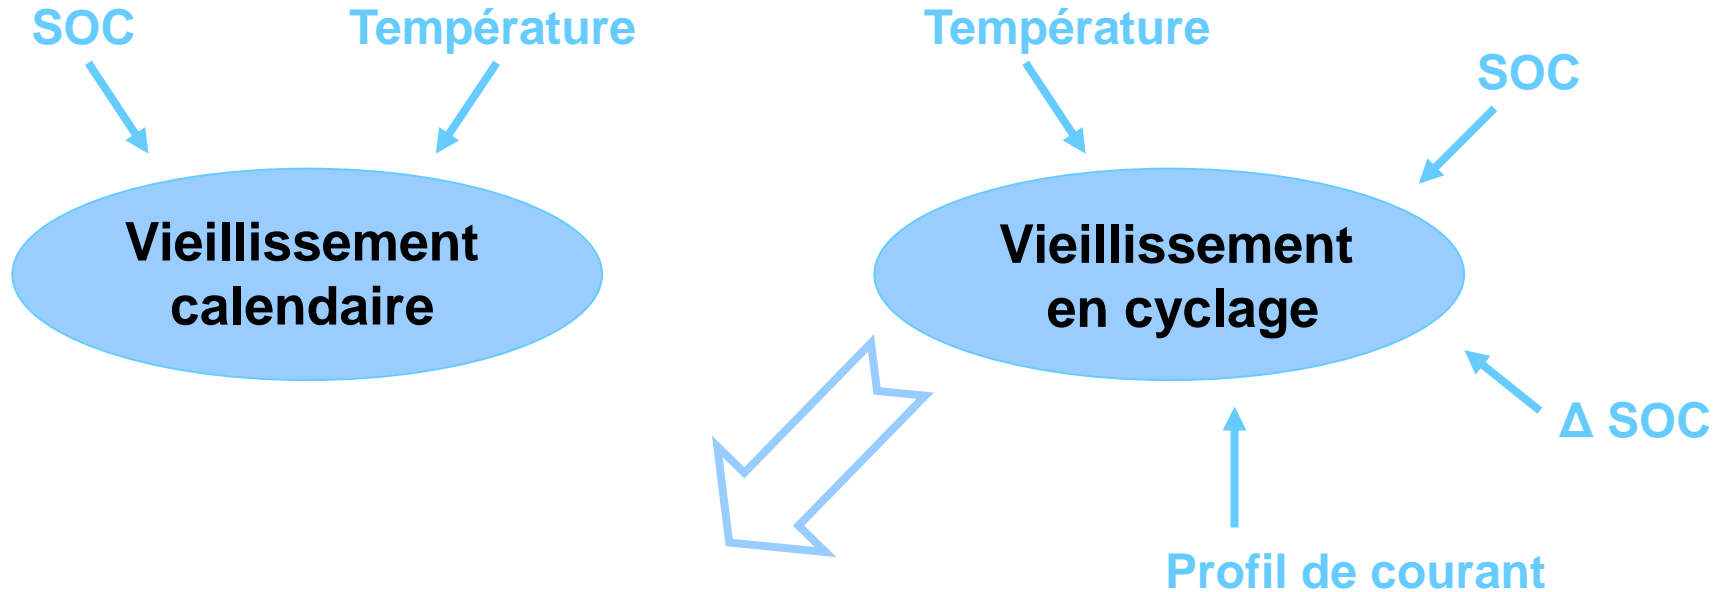 SOC
Température
Vieillissement
calendaire
Température
SOC
Vieillissement
en cyclage
Δ SOC
Profil de courant